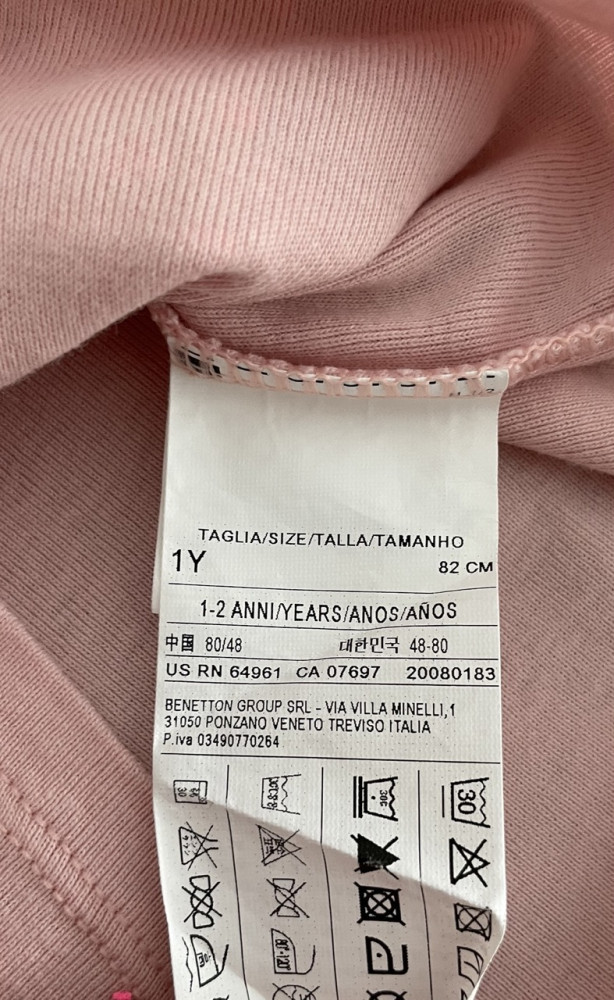 TAGLIA/SIZE/TALLA/TAMANHO
1Y 82 CM
1-2 ANNI/YEARS/ANOS/AÑOS
中国 80/48 대한민국 48-80
US RN 64961 CA 07697 20080183
BENETTON GROUP SRL - VIA VILLA MINELLI,1
31050 PONZANO VENETO TREVISO ITALIA
P.iva 03490770264
30